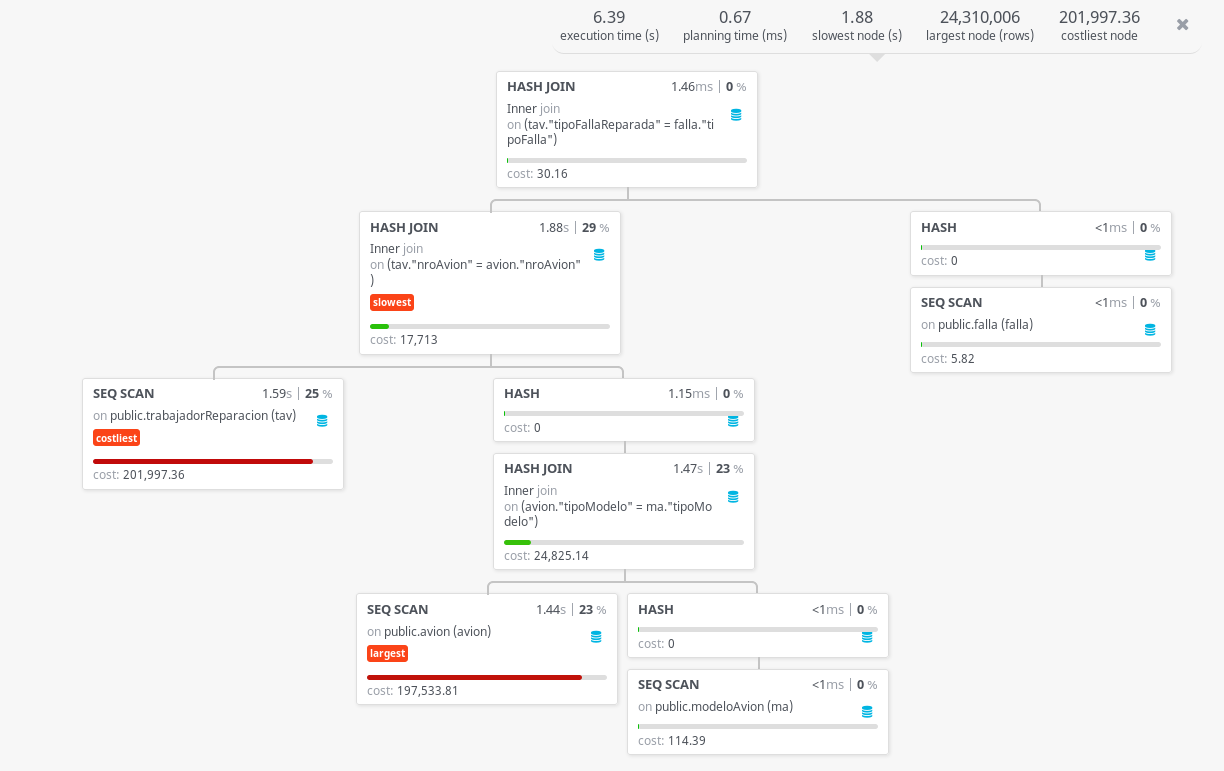 6.39
execution time (s)
0.67
planning time (ms)
1.88
slowest node (s)
24,310,006
largest node (rows)
201,997.36
costliest node
HASH JOIN 1.46ms | 0 %
Inner join
on (tav."tipoFallaReparada" = falla."ti
poFalla")
cost: 30.16
HASH JOIN 1.88s | 29 %
Inner join
on (tav."nroAvion" = avion."nroAvion"
)
slowest
cost: 17,713
HASH <1ms | 0 %
cost: 0
SEQ SCAN <1ms | 0 %
on public.falla (falla)
cost: 5.82
SEQ SCAN 1.59s | 25 %
on public.trabajadorReparacion (tav)
costliest
cost: 201,997.36
HASH 1.15ms | 0 %
cost: 0
HASH JOIN 1.47s | 23 %
Inner join
on (avion."tipoModelo" = ma."tipoMo
delo")
cost: 24,825.14
SEQ SCAN 1.44s | 23 %
on public.avion (avion)
largest
cost: 197,533.81
HASH <1ms | 0 %
cost: 0
SEQ SCAN <1ms | 0 %
on public.modeloAvion (ma)
cost: 114.39